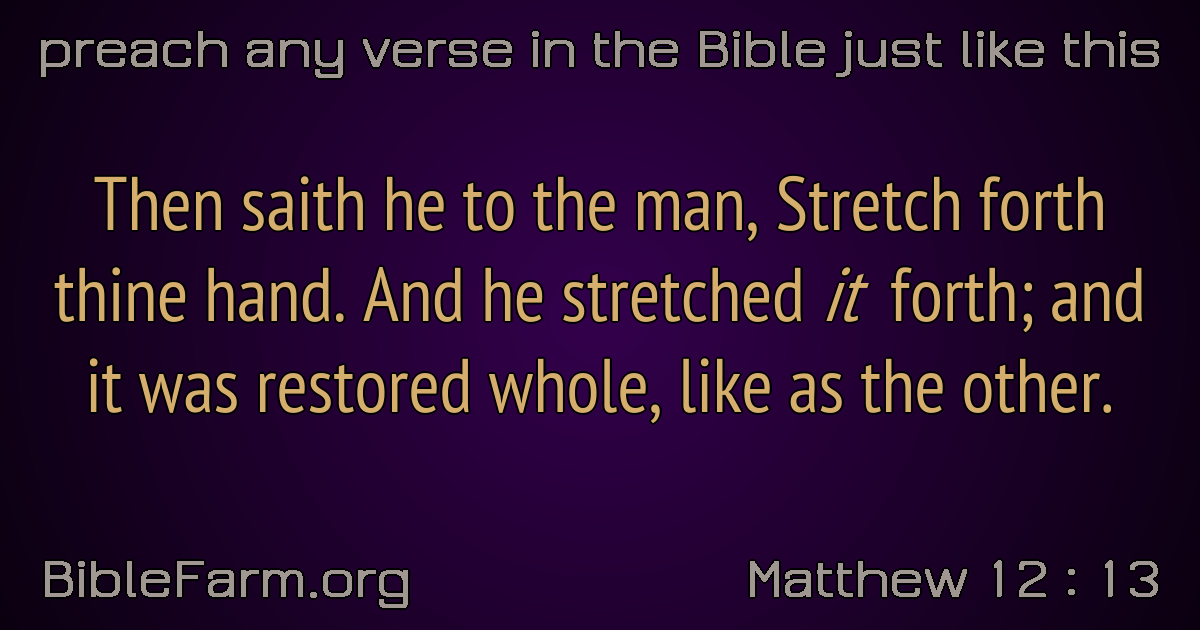 preach any verse in the Bible just like this
Then saith he to the man, Stretch forth
thine hand. And he stretched it forth; and
it was restored whole, like as the other.
BibleFarm.org
Matthew 12 : 13